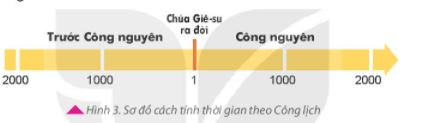 Chúa Giê-su
ra đời
Trước Công nguyên
Công nguyên
2000 1000 1 1000 2000
Hình 3. Sơ đồ cách tính thời gian theo Công lịch